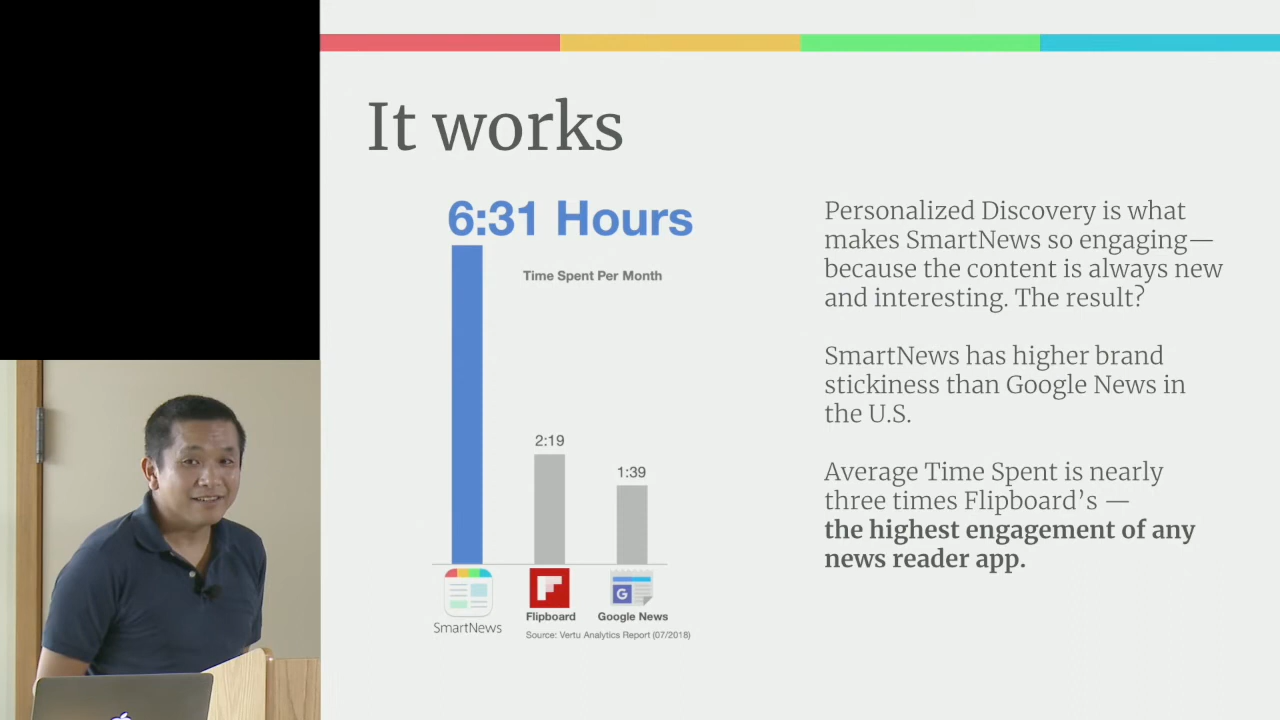 It works
6:31 Hours
Time Spent Per Month
2:19
1:39
SmartNews
Flipboard
Google News
Source: Vertu Analytics Report (07/2018)
Personalized Discovery is what
makes SmartNews so engaging—
because the content is always new
and interesting. The result?
SmartNews has higher brand
stickiness than Google News in
the U.S.
Average Time Spent is nearly
three times Flipboard’s —
the highest engagement of any
news reader app.